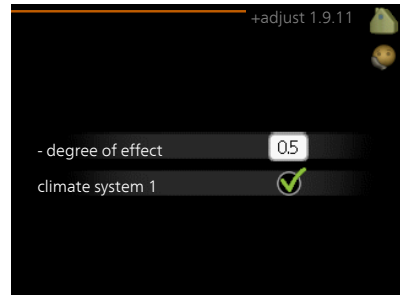 +adjust 1.9.11
- degree of effect 0.5
climate system 1